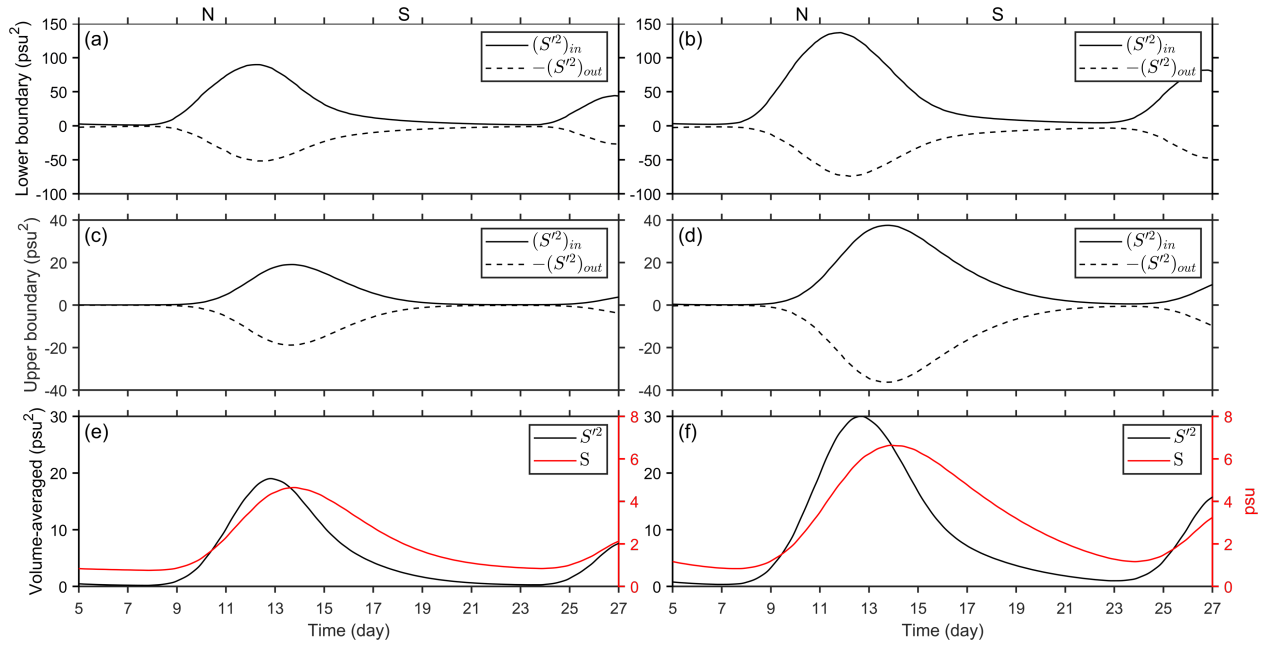 N S N S
150 (a) (S′²)in 150 (b) (S′²)in
100 −(S′²)out 100 −(S′²)out
50 50
0 0
-50 -50
-100 -100
Lower boundary (psu²)
40 (c) (S′²)in 40 (d) (S′²)in
20 −(S′²)out 20 −(S′²)out
0 0
-20 -20
-40 -40
Upper boundary (psu²)
30 (e) S′² 8 30 (f) S′² 8
S S
20 6 20 6
4 4
10 2 10 2
0 0 0 0
Volume-averaged (psu²)
psu
5 7 9 11 13 15 17 19 21 23 25 27 5 7 9 11 13 15 17 19 21 23 25 27
Time (day) Time (day)